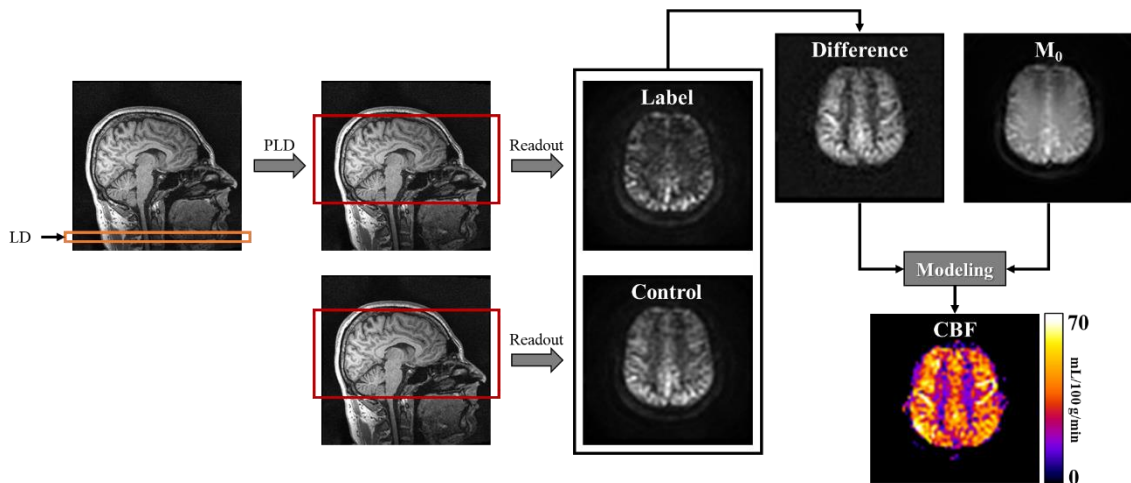 LD
PLD
Readout
Readout
Label
Control
Difference
M₀
Modeling
CBF
70
mL/100 g/min
0